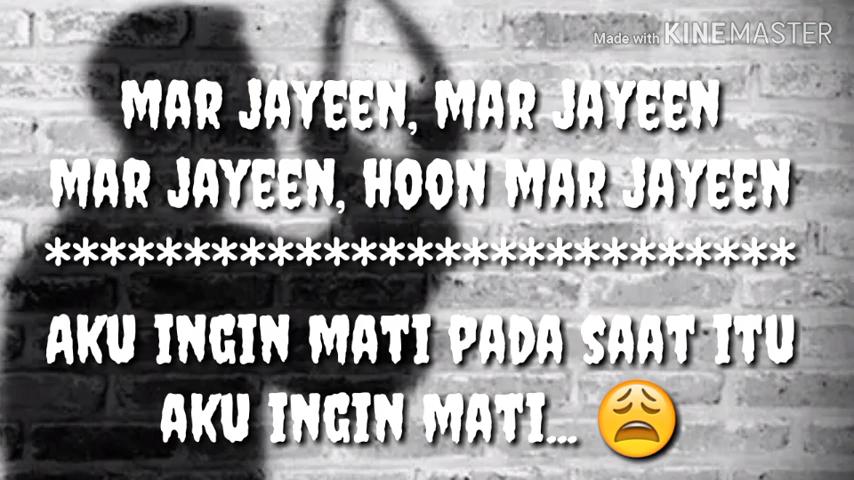 Made with KINEMASTER
MAR JAYEEN, MAR JAYEEN
MAR JAYEEN, HOON MAR JAYEEN
***************************
AKU INGIN MATI PADA SAAT ITU
AKU INGIN MATI... 😩